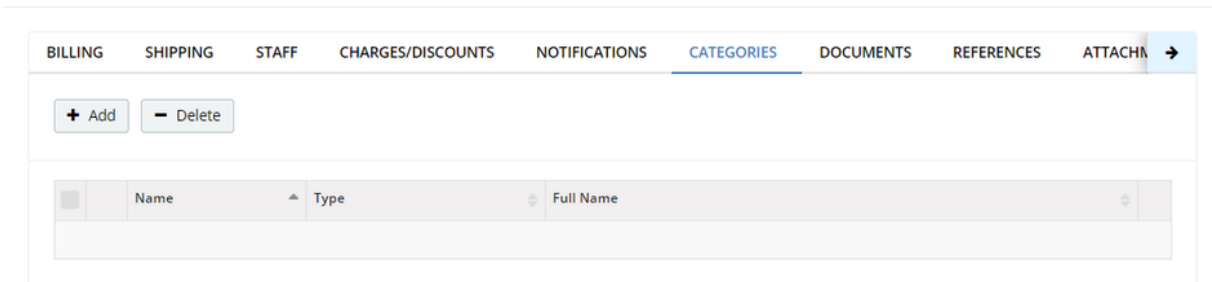 BILLING SHIPPING STAFF CHARGES/DISCOUNTS NOTIFICATIONS CATEGORIES DOCUMENTS REFERENCES
Add Delete
Name Type Full Name